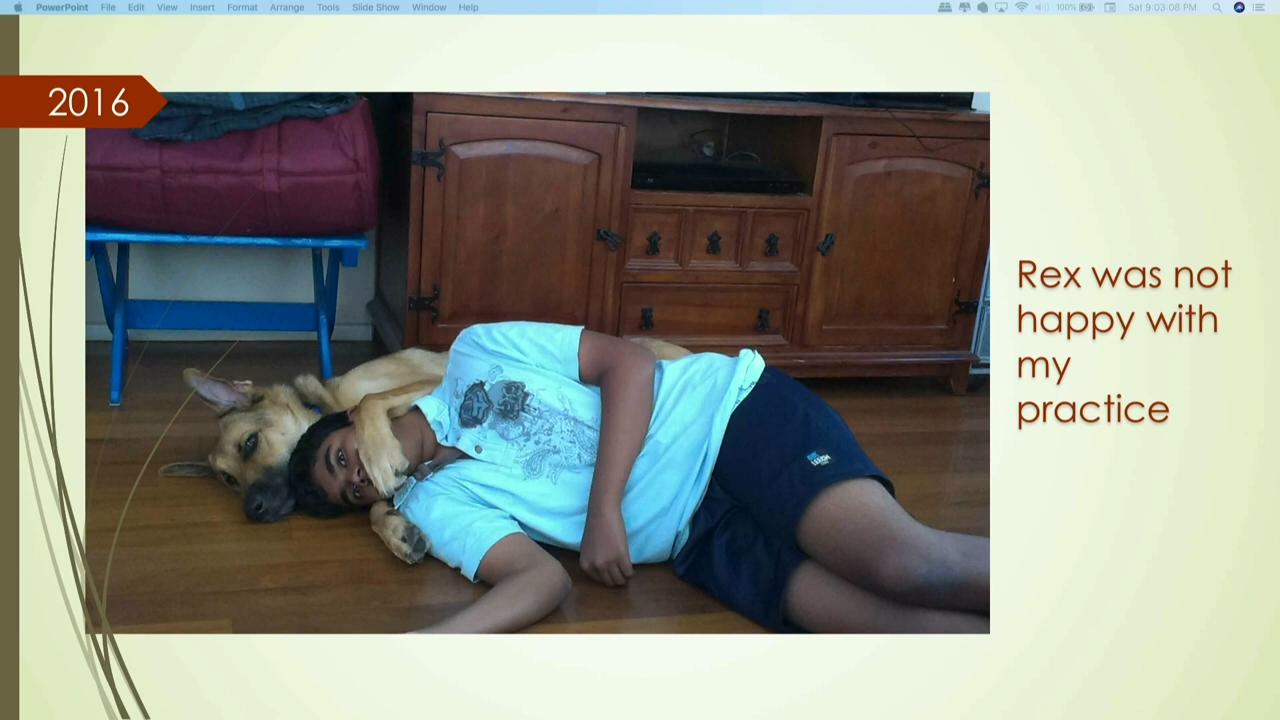 PowerPoint File Edit View Insert Format Arrange Tools Slide Show Window Help 100% Sat 9:03:08 PM
2016
Rex was not
happy with
my
practice